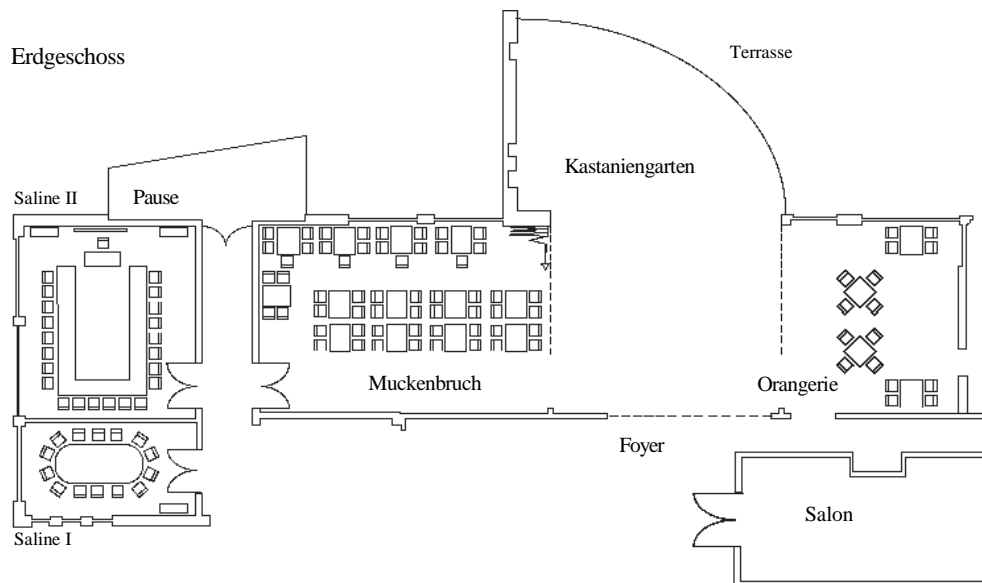 Erdgeschoss
Terrasse
Kastaniengarten
Saline II
Pause
Muckenbruch
Orangerie
Foyer
Salon
Saline I